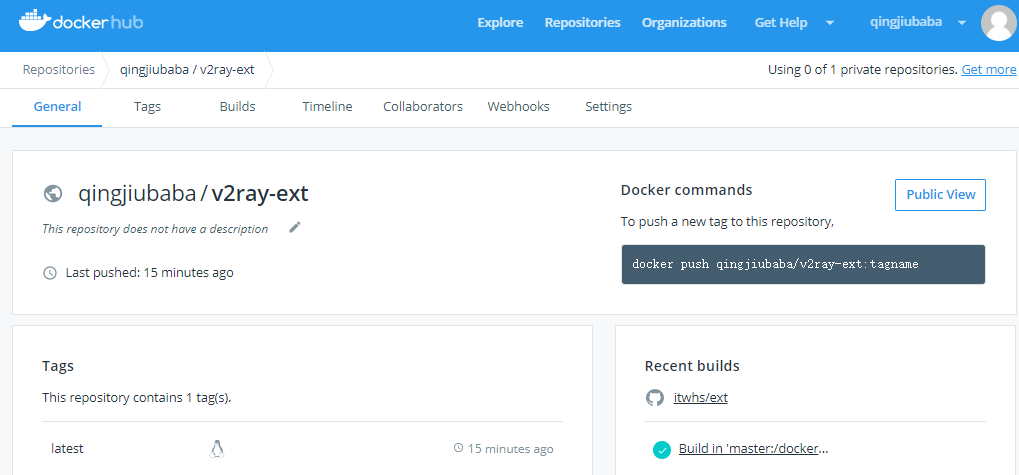 dockerhub Explore Repositories Organizations Get Help qingjiubaba
Repositories qingjiubaba / v2ray-ext Using 0 of 1 private repositories. Get more
General Tags Builds Timeline Collaborators Webhooks Settings
qingjiubaba / v2ray-ext
This repository does not have a description
Last pushed: 15 minutes ago
Docker commands
Public View
To push a new tag to this repository,
docker push qingjiubaba/v2ray-ext:tagname
Tags
This repository contains 1 tag(s).
latest 15 minutes ago
Recent builds
itwhs/ext
Build in 'master:/docker...